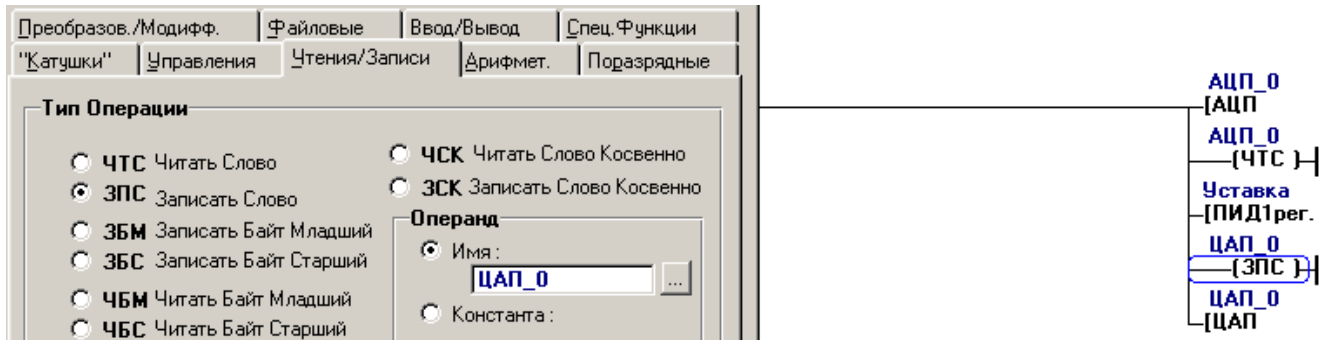 Преобразов./Модифф. Файловые Ввод/Вывод Спец.Функции
"Катушки" Управления Чтения/Записи Арифмет. Поразрядные
Тип Операции
ЧТС Читать Слово
ЗПС Записать Слово
ЗБМ Записать Байт Младший
ЗБС Записать Байт Старший
ЧБМ Читать Байт Младший
ЧБС Читать Байт Старший
ЧСК Читать Слово Косвенно
ЗСК Записать Слово Косвенно
Операнд
Имя :
ЦАП_0 ...
Константа :
АЦП_0
[АЦП
АЦП_0
(ЧТС )
Уставка
[ПИД1рег.
ЦАП_0
(ЗПС )
ЦАП_0
[ЦАП